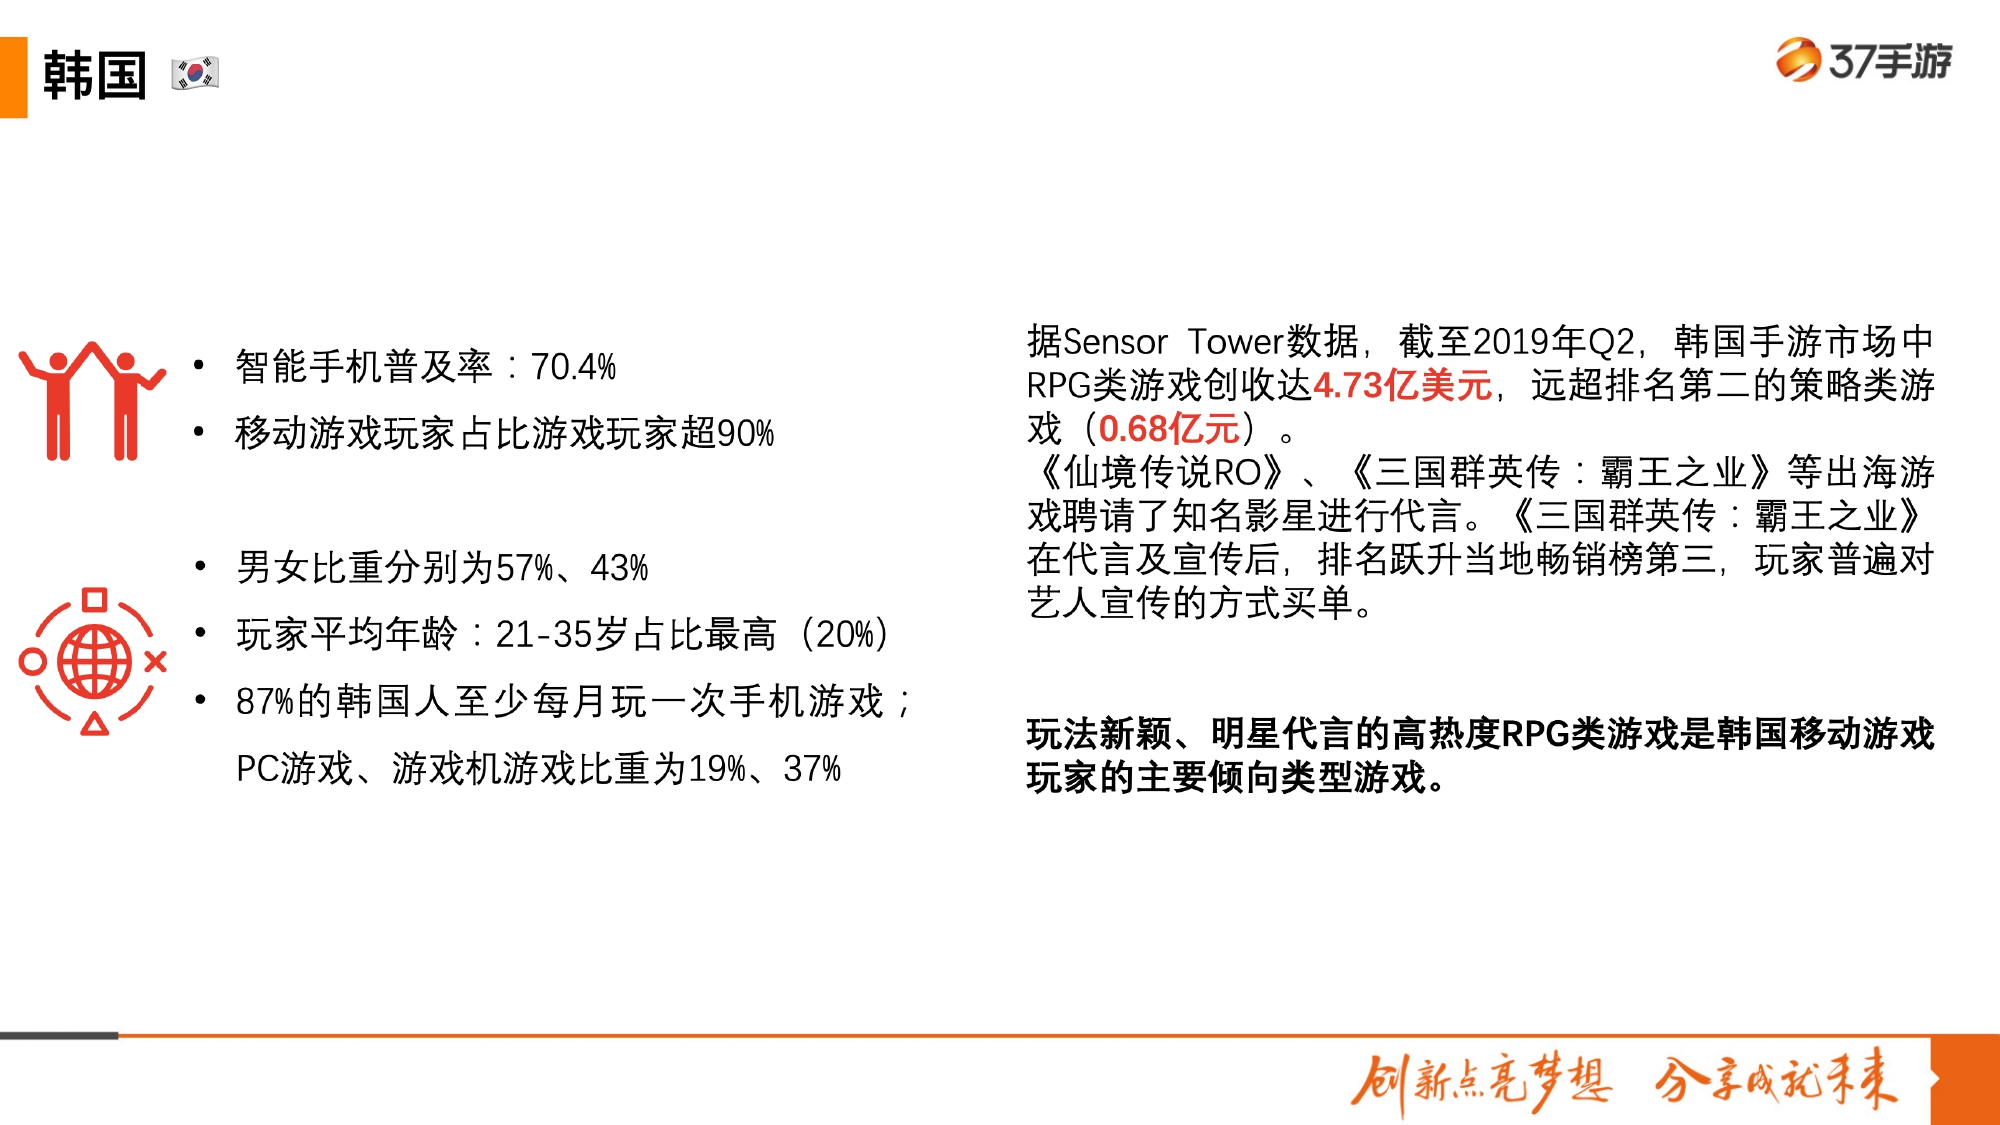 韩国
37手游
• 智能手机普及率：70.4%
• 移动游戏玩家占比游戏玩家超90%
• 男女比重分别为57%、43%
• 玩家平均年龄：21-35岁占比最高（20%）
• 87%的韩国人至少每月玩一次手机游戏；
PC游戏、游戏机游戏比重为19%、37%
据Sensor Tower数据，截至2019年Q2，韩国手游市场中
RPG类游戏创收达4.73亿美元，远超排名第二的策略类游
戏（0.68亿元）。
《仙境传说RO》、《三国群英传：霸王之业》等出海游
戏聘请了知名影星进行代言。《三国群英传：霸王之业》
在代言及宣传后，排名跃升当地畅销榜第三，玩家普遍对
艺人宣传的方式买单。
玩法新颖、明星代言的高热度RPG类游戏是韩国移动游戏
玩家的主要倾向类型游戏。
创新点亮梦想 分享成就未来